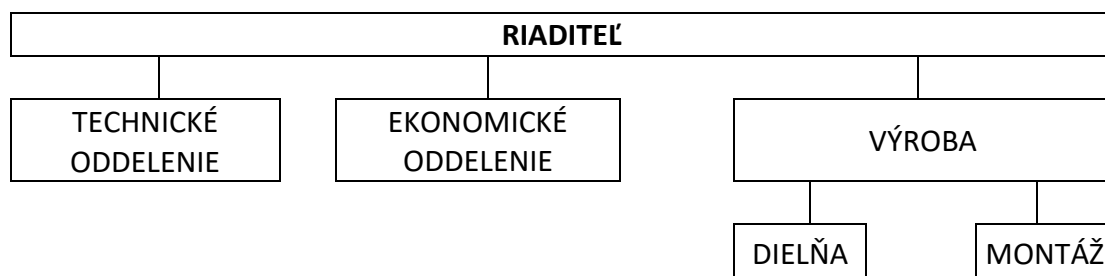 RIADITEĽ
TECHNICKÉ
ODDELENIE
EKONOMICKÉ
ODDELENIE
VÝROBA
DIELŇA
MONTÁŽ